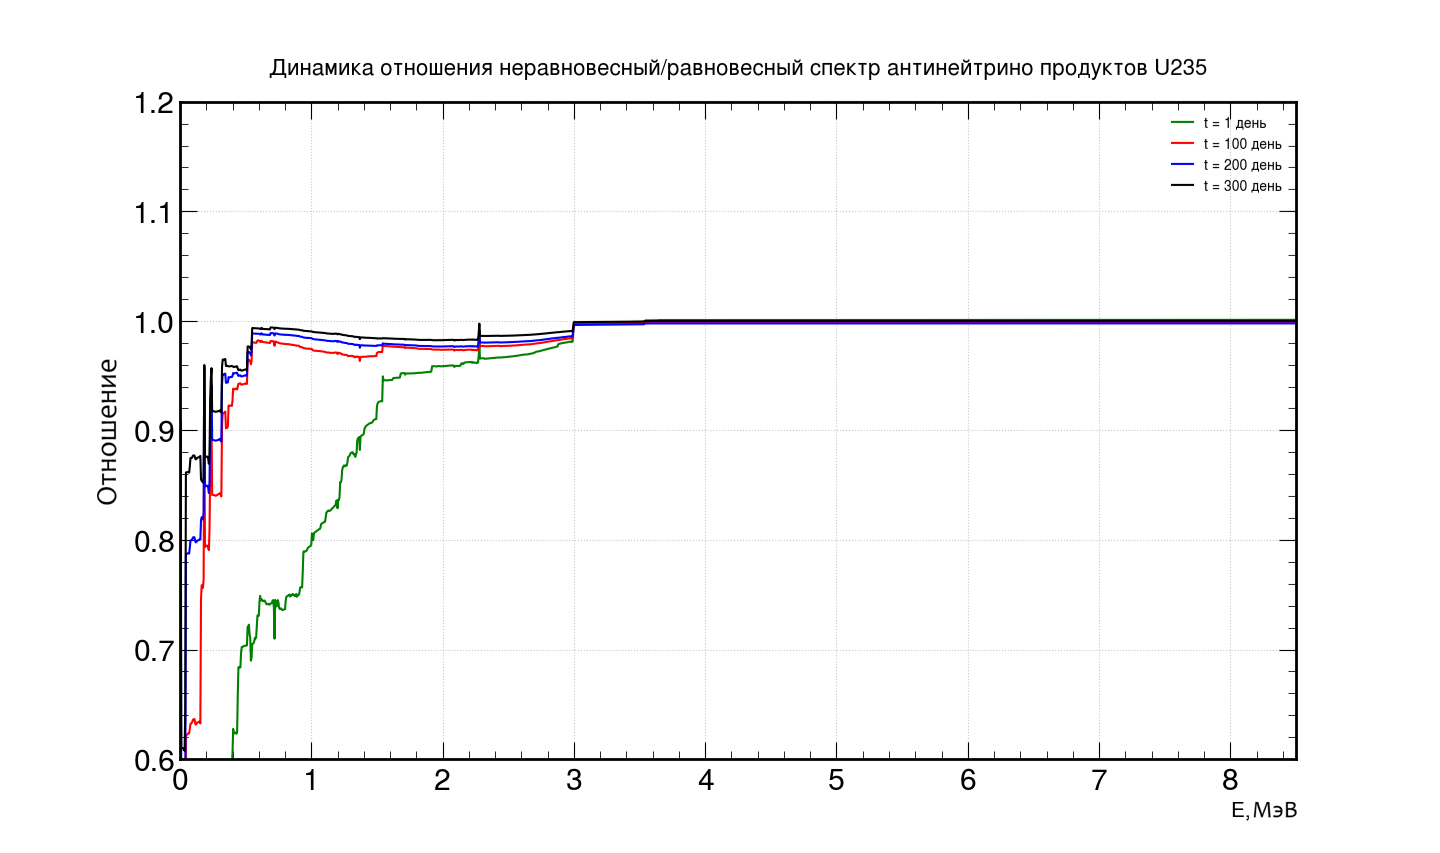 Динамика отношения неравновесный/равновесный спектр антинейтрино продуктов U235
1.2
t = 1 день
t = 100 день
t = 200 день
t = 300 день
1.1
1.0
0.9
0.8
0.7
0.6
Отношение
0 1 2 3 4 5 6 7 8
Е,МэВ